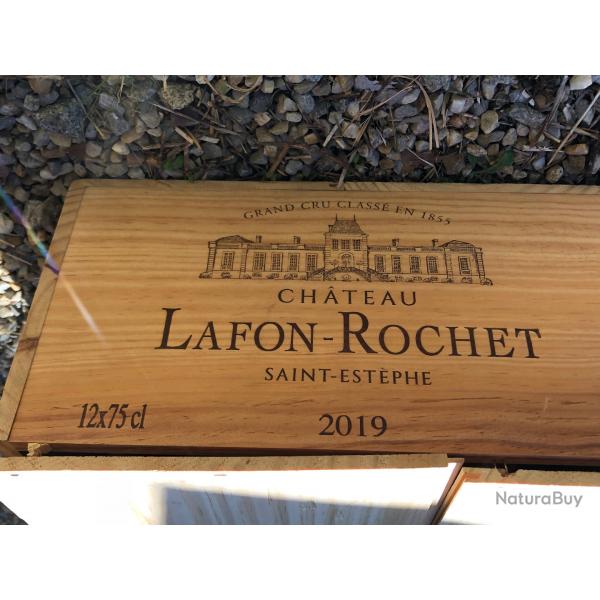 GRAND CRU CLASSÉ EN 1855
CHÂTEAU
LAFON-ROCHET
SAINT-ESTÈPHE
12x75 cl
2019
NaturaBuy